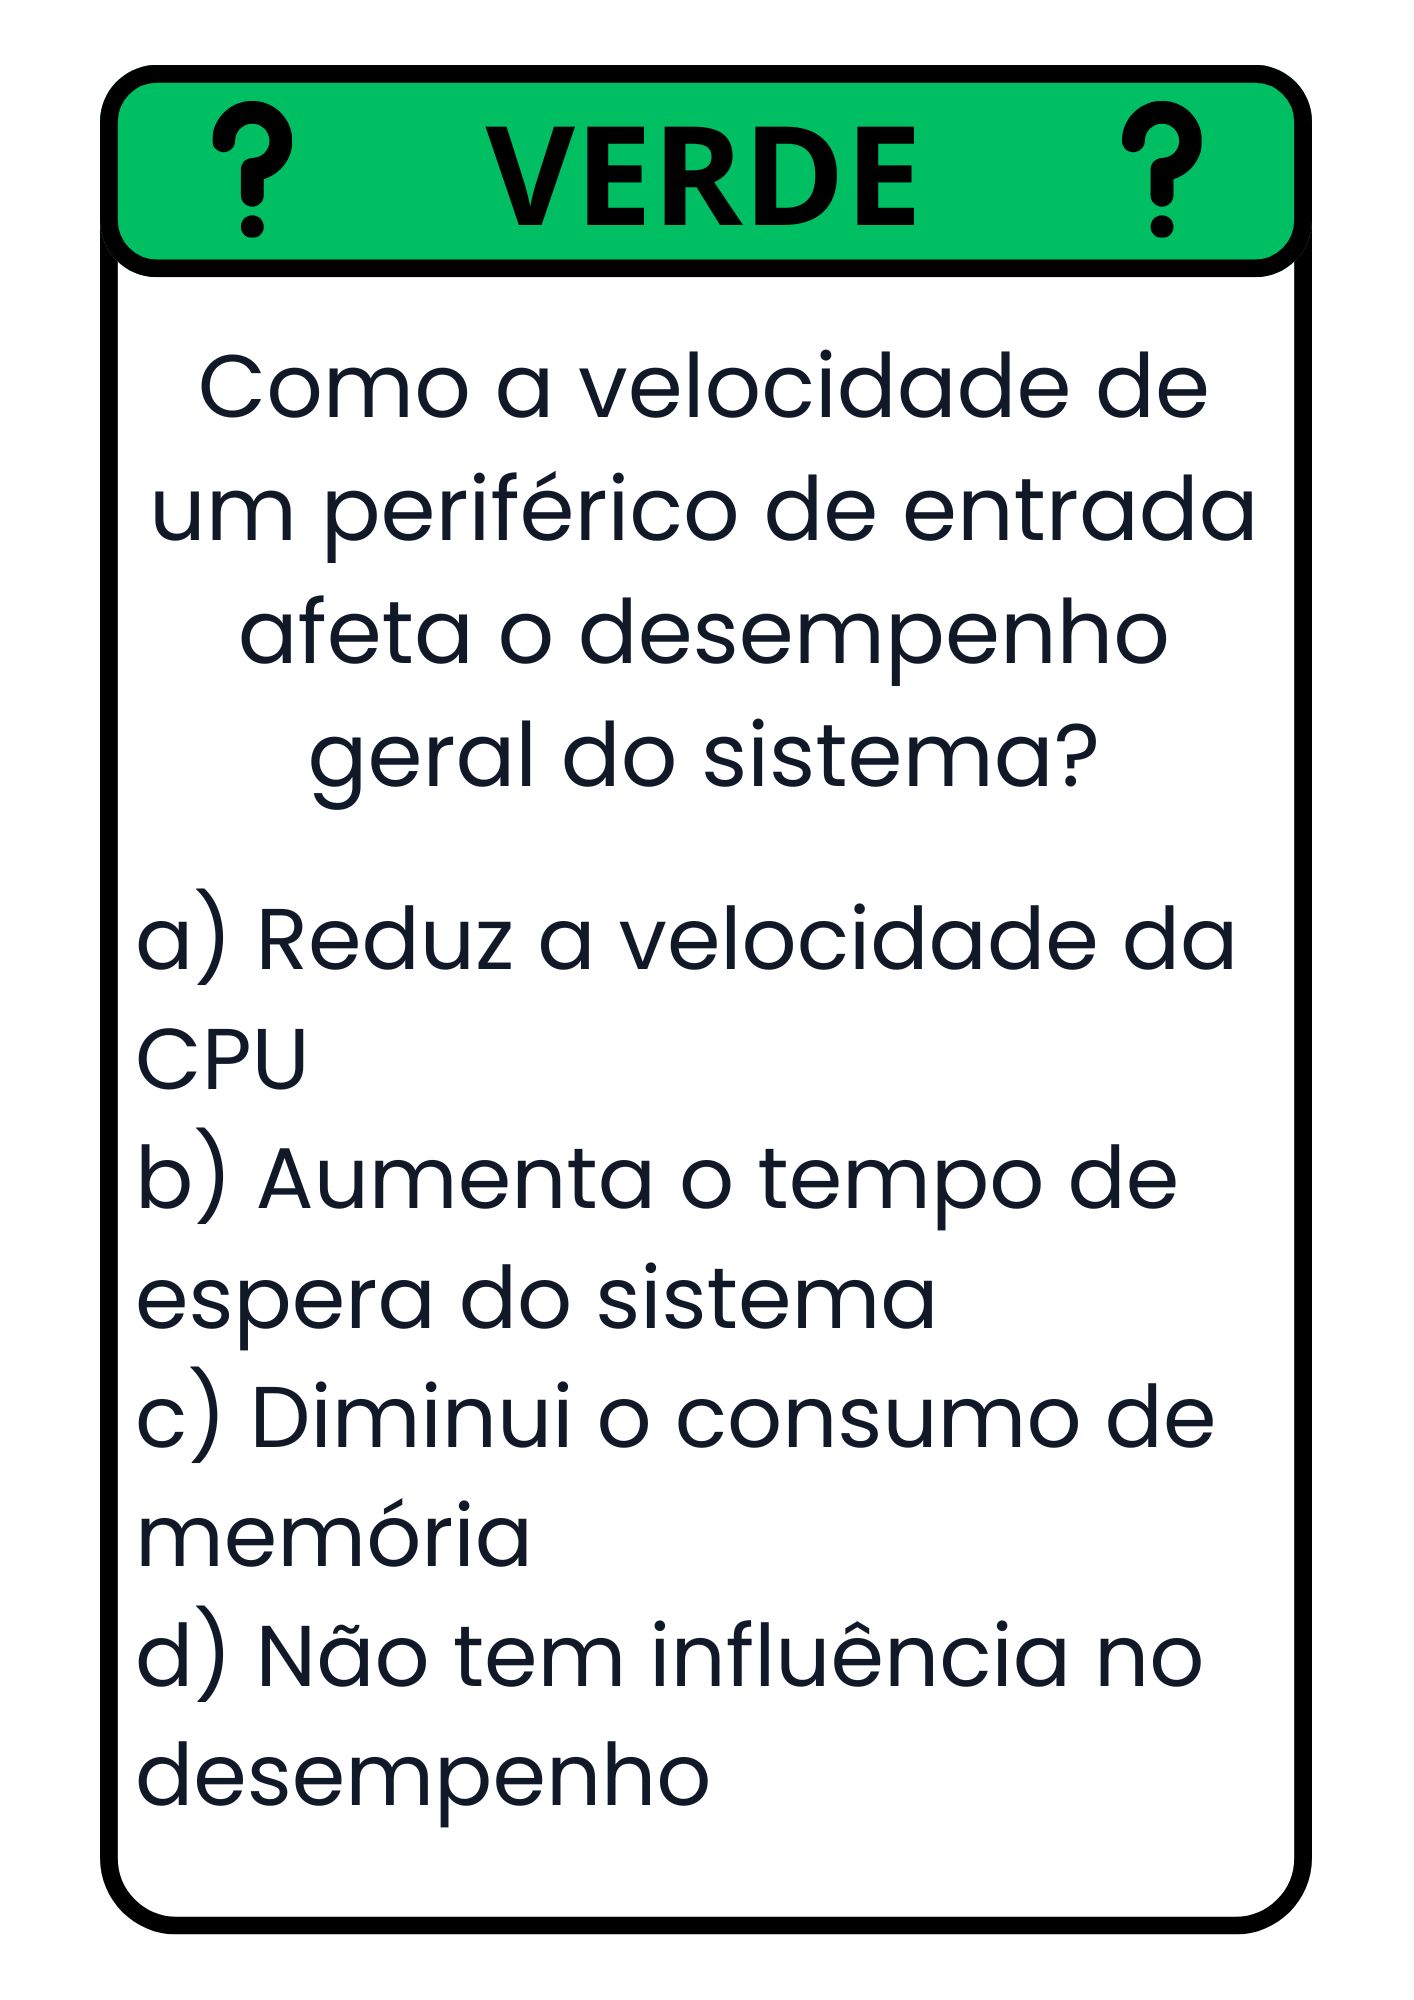 ? VERDE ?
Como a velocidade de
um periférico de entrada
afeta o desempenho
geral do sistema?
a) Reduz a velocidade da
CPU
b) Aumenta o tempo de
espera do sistema
c) Diminui o consumo de
memória
d) Não tem influência no
desempenho